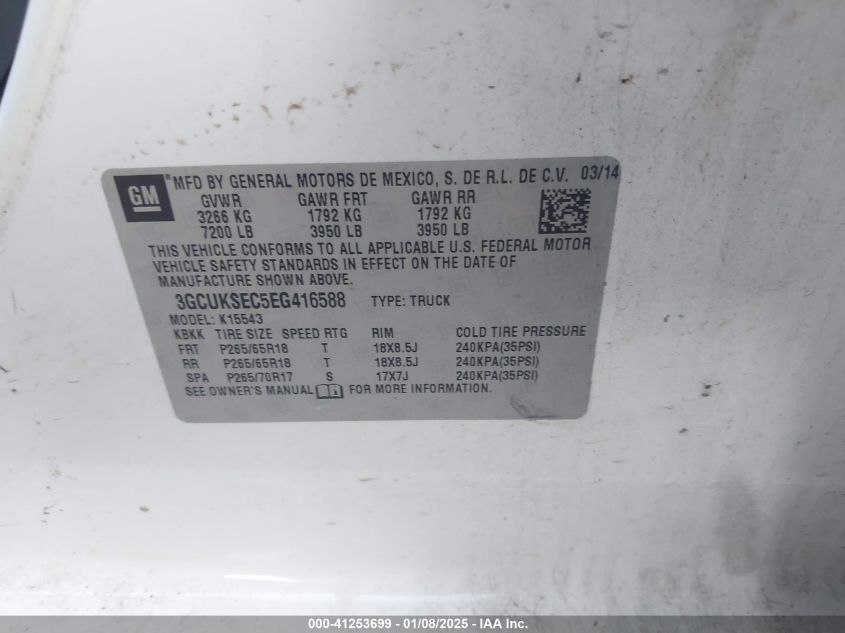 GM
® MFD BY GENERAL MOTORS DE MEXICO, S. DE R.L. DE C.V. 03/14
GVWR GAWR FRT GAWR RR
3266 KG 1792 KG 1792 KG
7200 LB 3950 LB 3950 LB
THIS VEHICLE CONFORMS TO ALL APPLICABLE U.S. FEDERAL MOTOR
VEHICLE SAFETY STANDARDS IN EFFECT ON THE DATE OF
MANUFACTURE SHOWN ABOVE.
3GCUKSEC5EG416588 TYPE: TRUCK
MODEL: K15543
KBKK TIRE SIZE SPEED RTG RIM COLD TIRE PRESSURE
FRT P265/65R18 T 18X8.5J 240KPA(35PSI)
RR P265/65R18 T 18X8.5J 240KPA(35PSI)
SPA P265/70R17 S 17X7J 240KPA(35PSI)
SEE OWNER'S MANUAL FOR MORE INFORMATION.
000-41253699 - 01/08/2025 - IAA Inc.